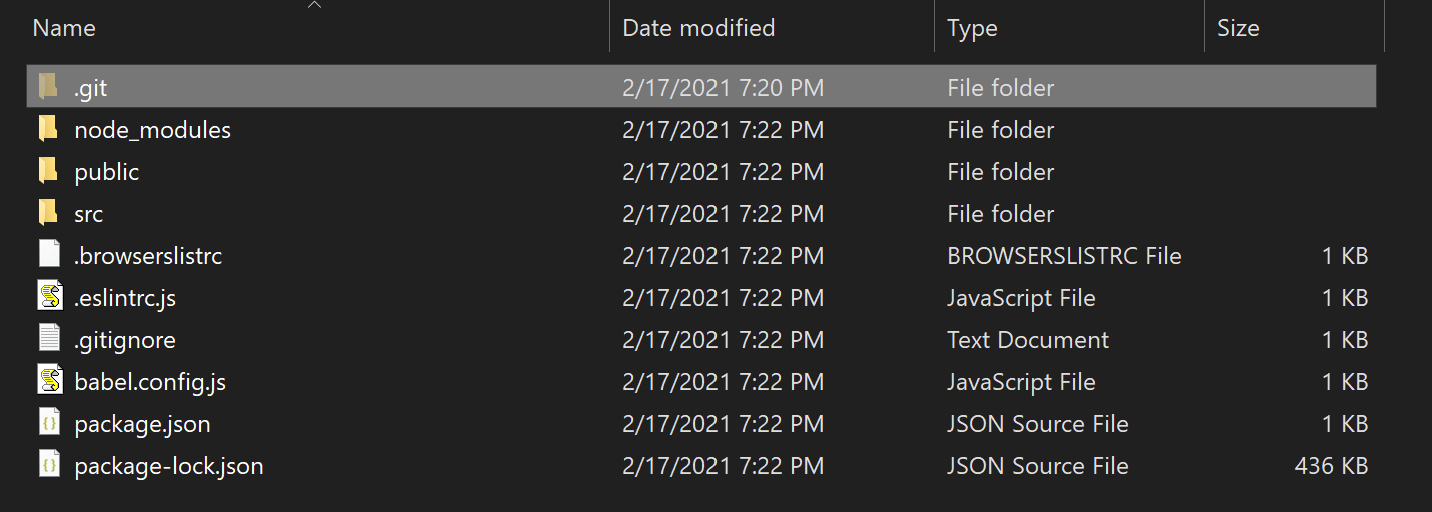 Name Date modified Type Size
.git 2/17/2021 7:20 PM File folder
node_modules 2/17/2021 7:22 PM File folder
public 2/17/2021 7:22 PM File folder
src 2/17/2021 7:22 PM File folder
.browserslistrc 2/17/2021 7:22 PM BROWSERSLISTRC File 1 KB
.eslintrc.js 2/17/2021 7:22 PM JavaScript File 1 KB
.gitignore 2/17/2021 7:22 PM Text Document 1 KB
babel.config.js 2/17/2021 7:22 PM JavaScript File 1 KB
package.json 2/17/2021 7:22 PM JSON Source File 1 KB
package-lock.json 2/17/2021 7:22 PM JSON Source File 436 KB